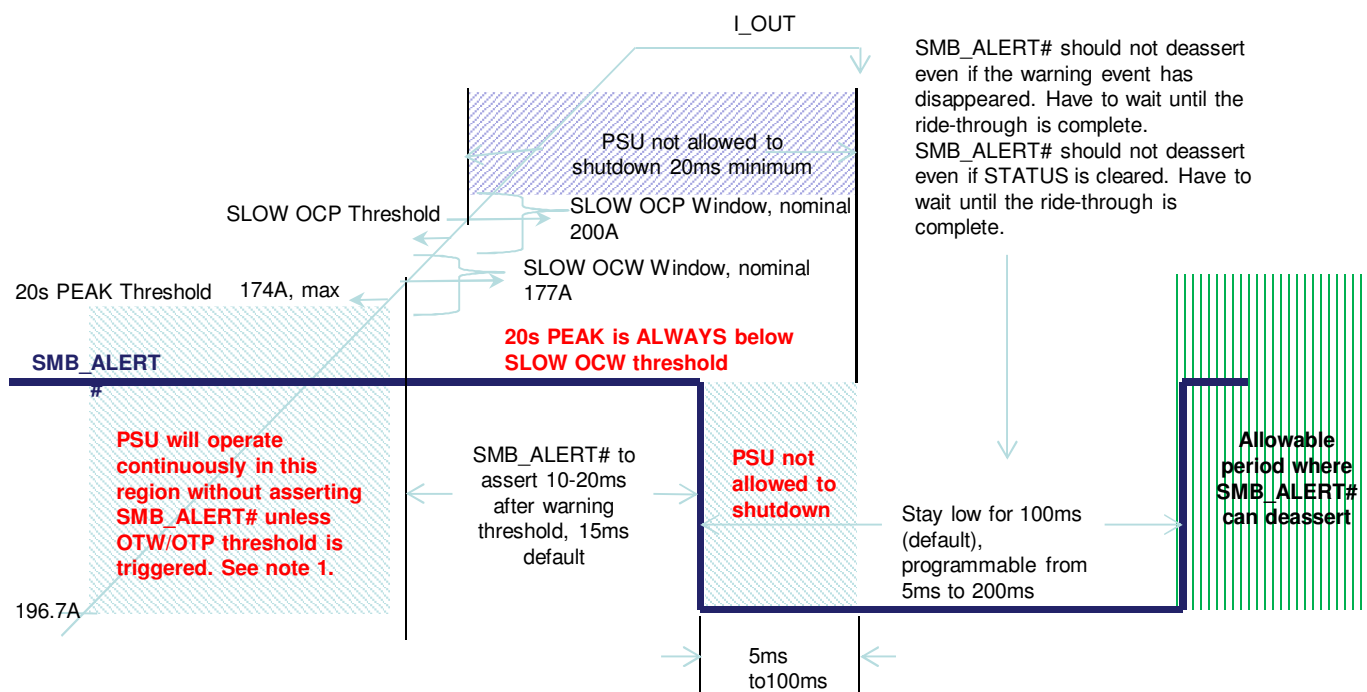 I_OUT
SMB_ALERT# should not deassert
even if the warning event has
disappeared. Have to wait until the
ride-through is complete.
SMB_ALERT# should not deassert
even if STATUS is cleared. Have to
wait until the ride-through is
complete.
PSU not allowed to
shutdown 20ms minimum
SLOW OCP Threshold
SLOW OCP Window, nominal
200A
SLOW OCW Window, nominal
177A
20s PEAK Threshold
174A, max
20s PEAK is ALWAYS below
SLOW OCW threshold
SMB_ALERT
#
PSU will operate
continuously in this
region without asserting
SMB_ALERT# unless
OTW/OTP threshold is
triggered. See note 1.
SMB_ALERT# to
assert 10-20ms
after warning
threshold, 15ms
default
PSU not
allowed to
shutdown
Stay low for 100ms
(default),
programmable from
5ms to 200ms
Allowable
period where
SMB_ALERT#
can deassert
196.7A
5ms
to100ms